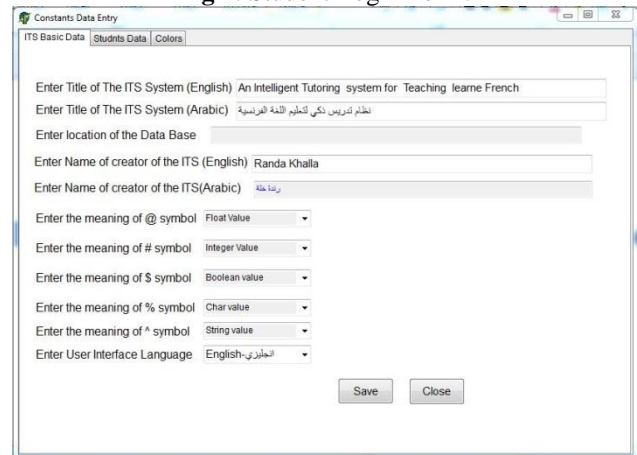 Constants Data Entry
ITS Basic Data Studnts Data Colors
Enter Title of The ITS System (English) An Intelligent Tutoring system for Teaching learne French
Enter Title of The ITS System (Arabic) نظام تدريس ذكي لتعليم اللغة الفرنسية
Enter location of the Data Base
Enter Name of creator of the ITS (English) Randa Khalla
Enter Name of creator of the ITS(Arabic) رندا خلة
Enter the meaning of @ symbol Float Value
Enter the meaning of # symbol Integer Value
Enter the meaning of $ symbol Boolean value
Enter the meaning of % symbol Char value
Enter the meaning of ^ symbol String value
Enter User Interface Language English-انجليزي
Save Close